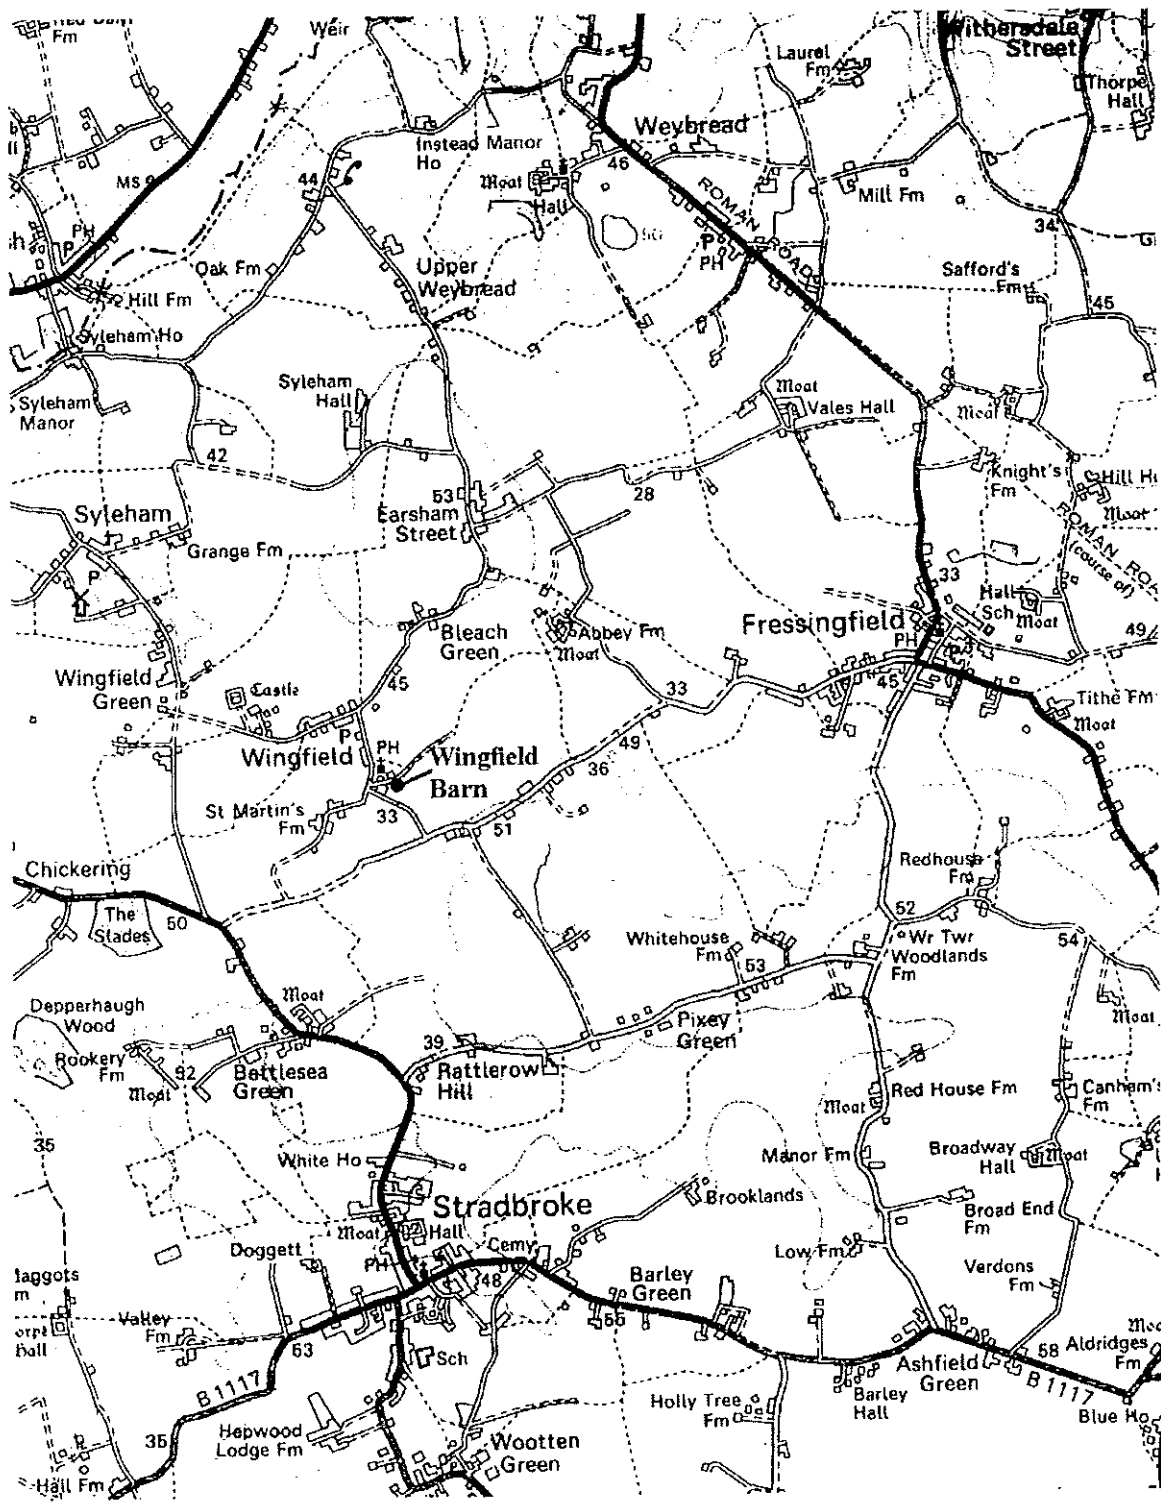 Fm
Weir
Laurel
Fm
Withersdale
Street
Thorpe
Hall
Weybread
Instead Manor
Ho
46
Moat
Hall
MS
44
ROMAN ROAD
Mill Fm
34
PH
P
P
PH
Oak Fm
Upper
Weybread
Safford's
Fm
Hill Fm
45
Syleham Ho
Syleham
Hall
Moat
Vales Hall
Syleham
Manor
Moat
42
Knight's
Fm
53
28
Moat
Syleham
Earsham
Street
Grange Fm
ROMAN ROA
(course of)
P
33
Hall
Sch
Moat
Bleach
Green
Abbey Fm
Moat
Fressingfield
PH
P
49
Wingfield
Green
Castle
45
33
45
Tithe Fm
Moat
P
Wingfield
PH
49
36
Wingfield
Barn
St Martin's
Fm
33
51
Chickering
Redhouse
Fm
The
Slades
50
52
Wr Twr
Woodlands
Fm
54
Whitehouse
Fm
53
Depperhaugh
Wood
Moat
Pixey
Green
Moat
Rookery
Fm
52
Moat
Battlesea
Green
39
Rattlerow
Hill
Red House Fm
Moat
Canham's
Fm
35
White Ho
Manor Fm
Broadway
Hall
Moat
Stradbroke
Brooklands
Broad End
Fm
Moat
Hall
Doggett
PH
Cemy
48
Low Fm
Barley
Green
Verdons
Fm
Valley
Fm
55
53
Hall
Sch
Ashfield
Green
58
Aldridges
Fm
B 1117
B 1117
Barley
Hall
Holly Tree
Fm
Blue Ho
Hepwood
Lodge Fm
35
Wootten
Green
Hall Fm